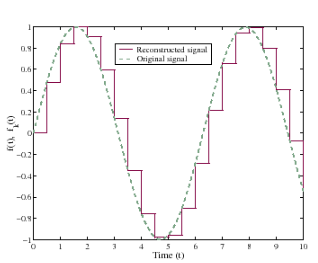 1
0.8
0.6
0.4
0.2
0
−0.2
−0.4
−0.6
−0.8
−1
f(t), f_k(t)
Reconstructed signal
Original signal
0 1 2 3 4 5 6 7 8 9 10
Time (t)